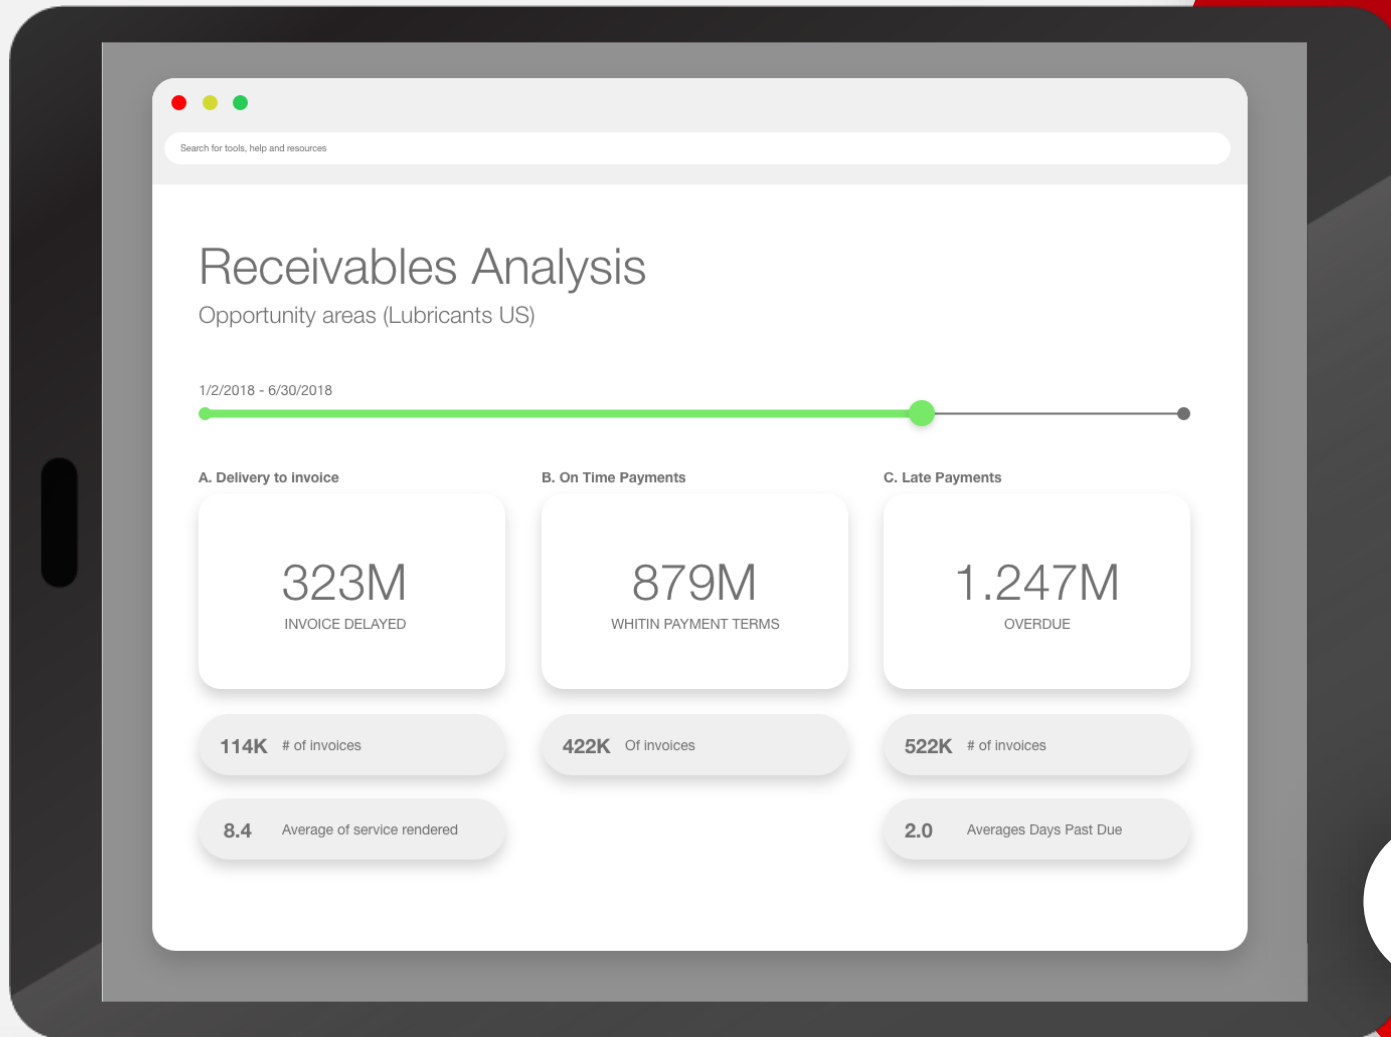 Search for tools, help and resources
Receivables Analysis
Opportunity areas (Lubricants US)
1/2/2018 - 6/30/2018
A. Delivery to invoice
323M
INVOICE DELAYED
114K # of invoices
8.4 Average of service rendered
B. On Time Payments
879M
WHITIN PAYMENT TERMS
422K Of invoices
C. Late Payments
1.247M
OVERDUE
522K # of invoices
2.0 Averages Days Past Due